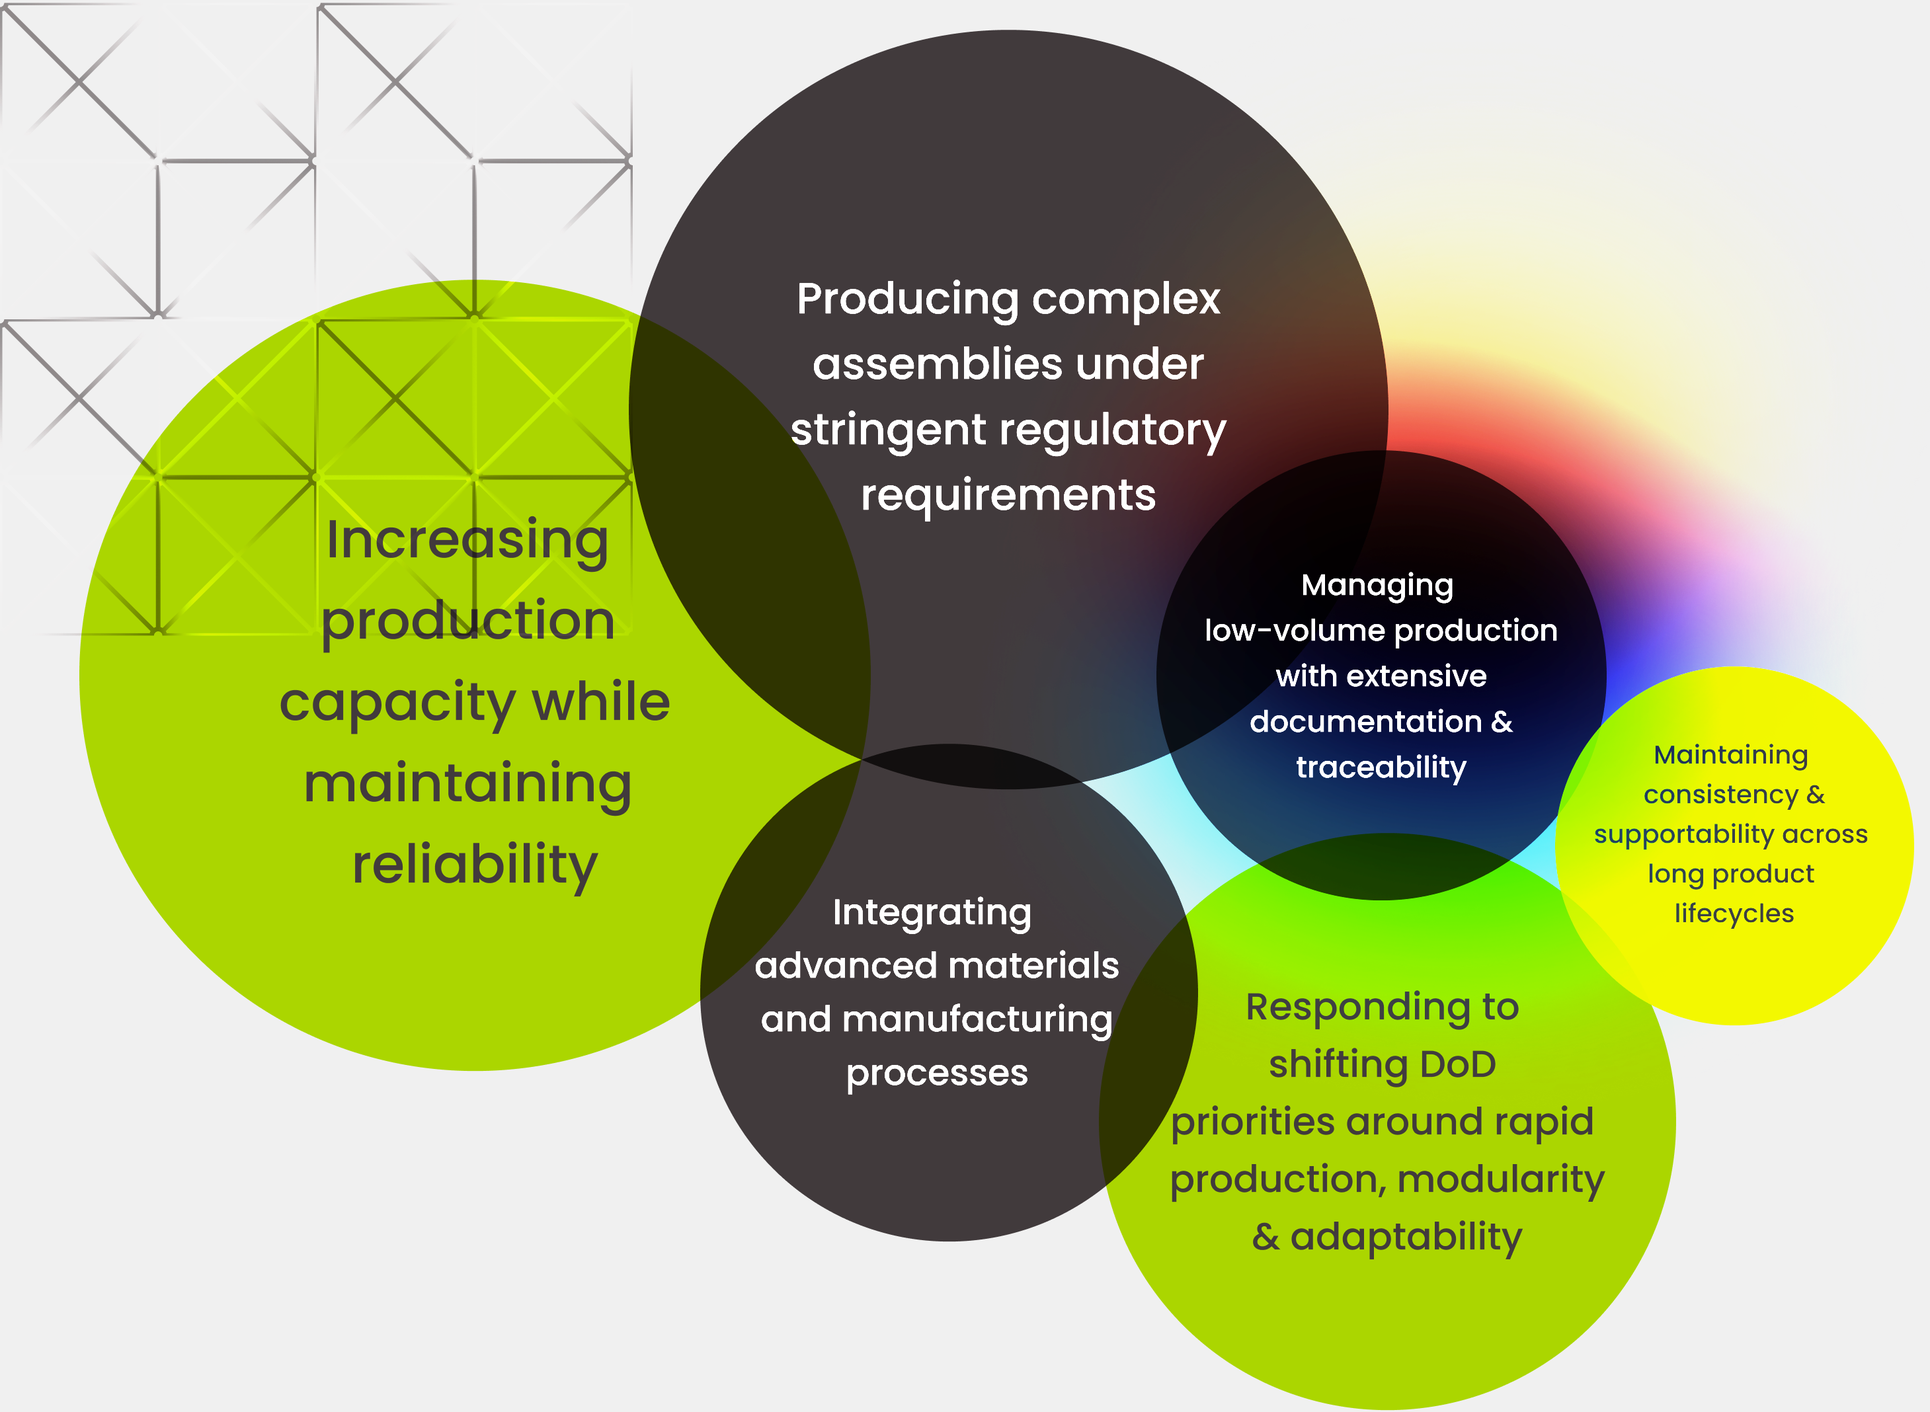 Producing complex
assemblies under
stringent regulatory
requirements
Increasing
production
capacity while
maintaining
reliability
Managing
low-volume production
with extensive
documentation &
traceability
Maintaining
consistency &
supportability across
long product
lifecycles
Integrating
advanced materials
and manufacturing
processes
Responding to
shifting DoD
priorities around rapid
production, modularity
& adaptability